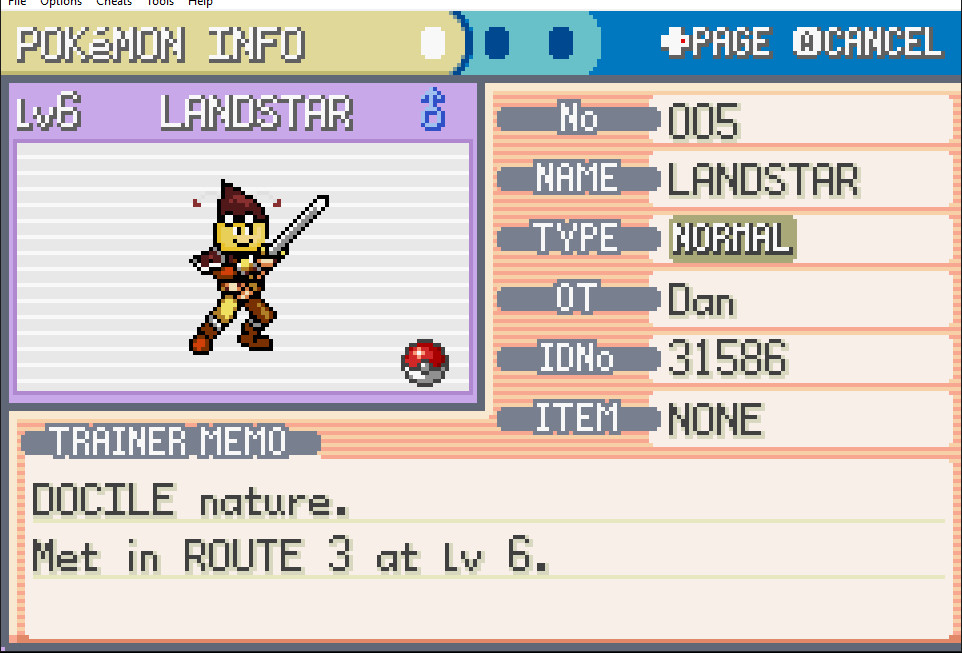 File Options Cheats Tools Help
POKéMON INFO PAGE A CANCEL
Lv6 LANDSTAR ♂
No 005
NAME LANDSTAR
TYPE NORMAL
OT Dan
IDNo 31586
ITEM NONE
TRAINER MEMO
DOCILE nature.
Met in ROUTE 3 at Lv 6.